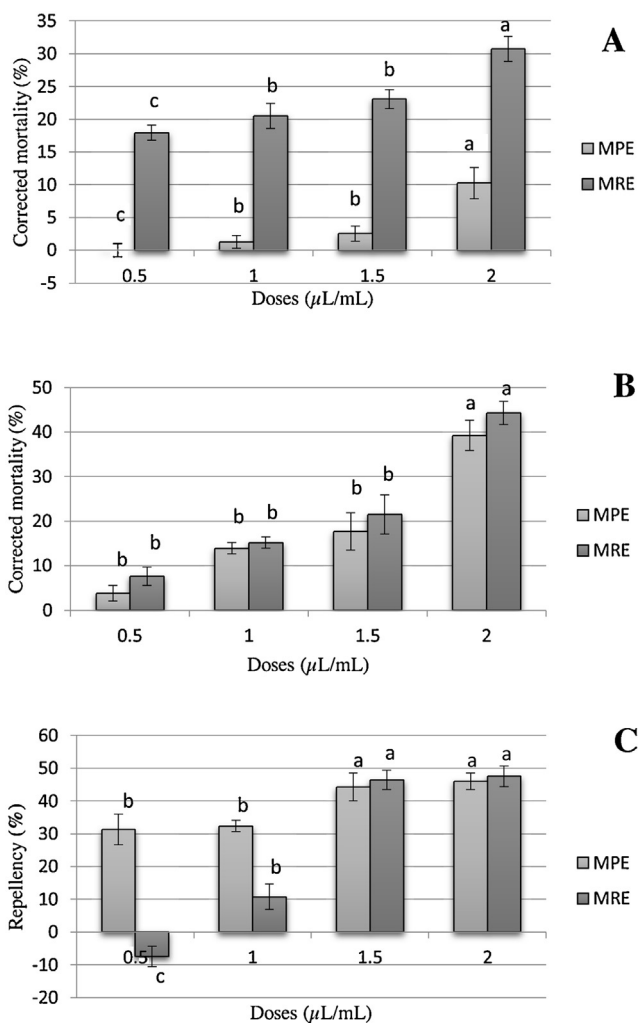 A
Corrected mortality (%)
35
30
25
20
15
10
5
0
-5
c
c
b
b
b
b
a
a
0.5 1 1.5 2
Doses (µL/mL)
MPE
MRE
B
Corrected mortality (%)
50
40
30
20
10
0
b b
b b
b b
a a
0.5 1 1.5 2
Doses (µL/mL)
MPE
MRE
C
Repellency (%)
60
50
40
30
20
10
0
-10
-20
b
c
b
b
a a
a a
0.5 1 1.5 2
Doses (µL/mL)
MPE
MRE